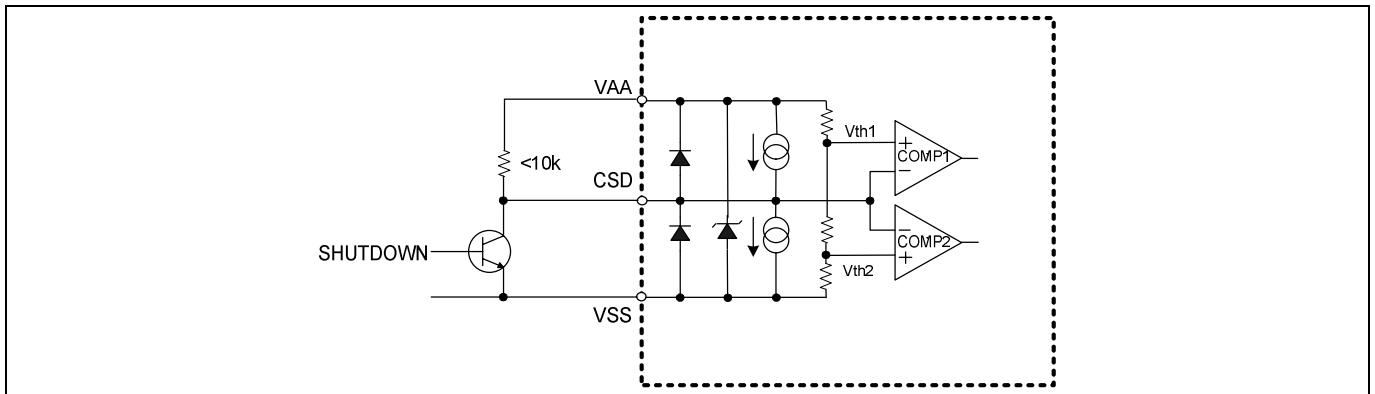 VAA
Vth1
+
COMP1
−
<10k
CSD
−
COMP2
+
SHUTDOWN
Vth2
VSS